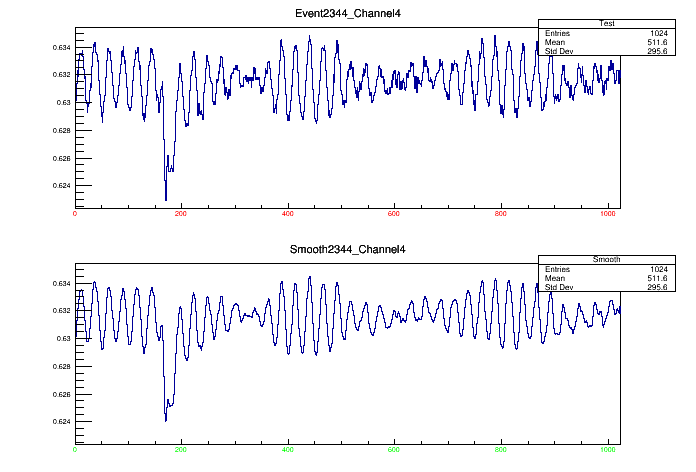 Event2344_Channel4
Test
Entries 1024
Mean 511.6
Std Dev 295.6
0.634
0.632
0.63
0.628
0.626
0.624
0 200 400 600 800 1000
Smooth2344_Channel4
Smooth
Entries 1024
Mean 511.6
Std Dev 295.6
0.634
0.632
0.63
0.628
0.626
0.624
0 200 400 600 800 1000